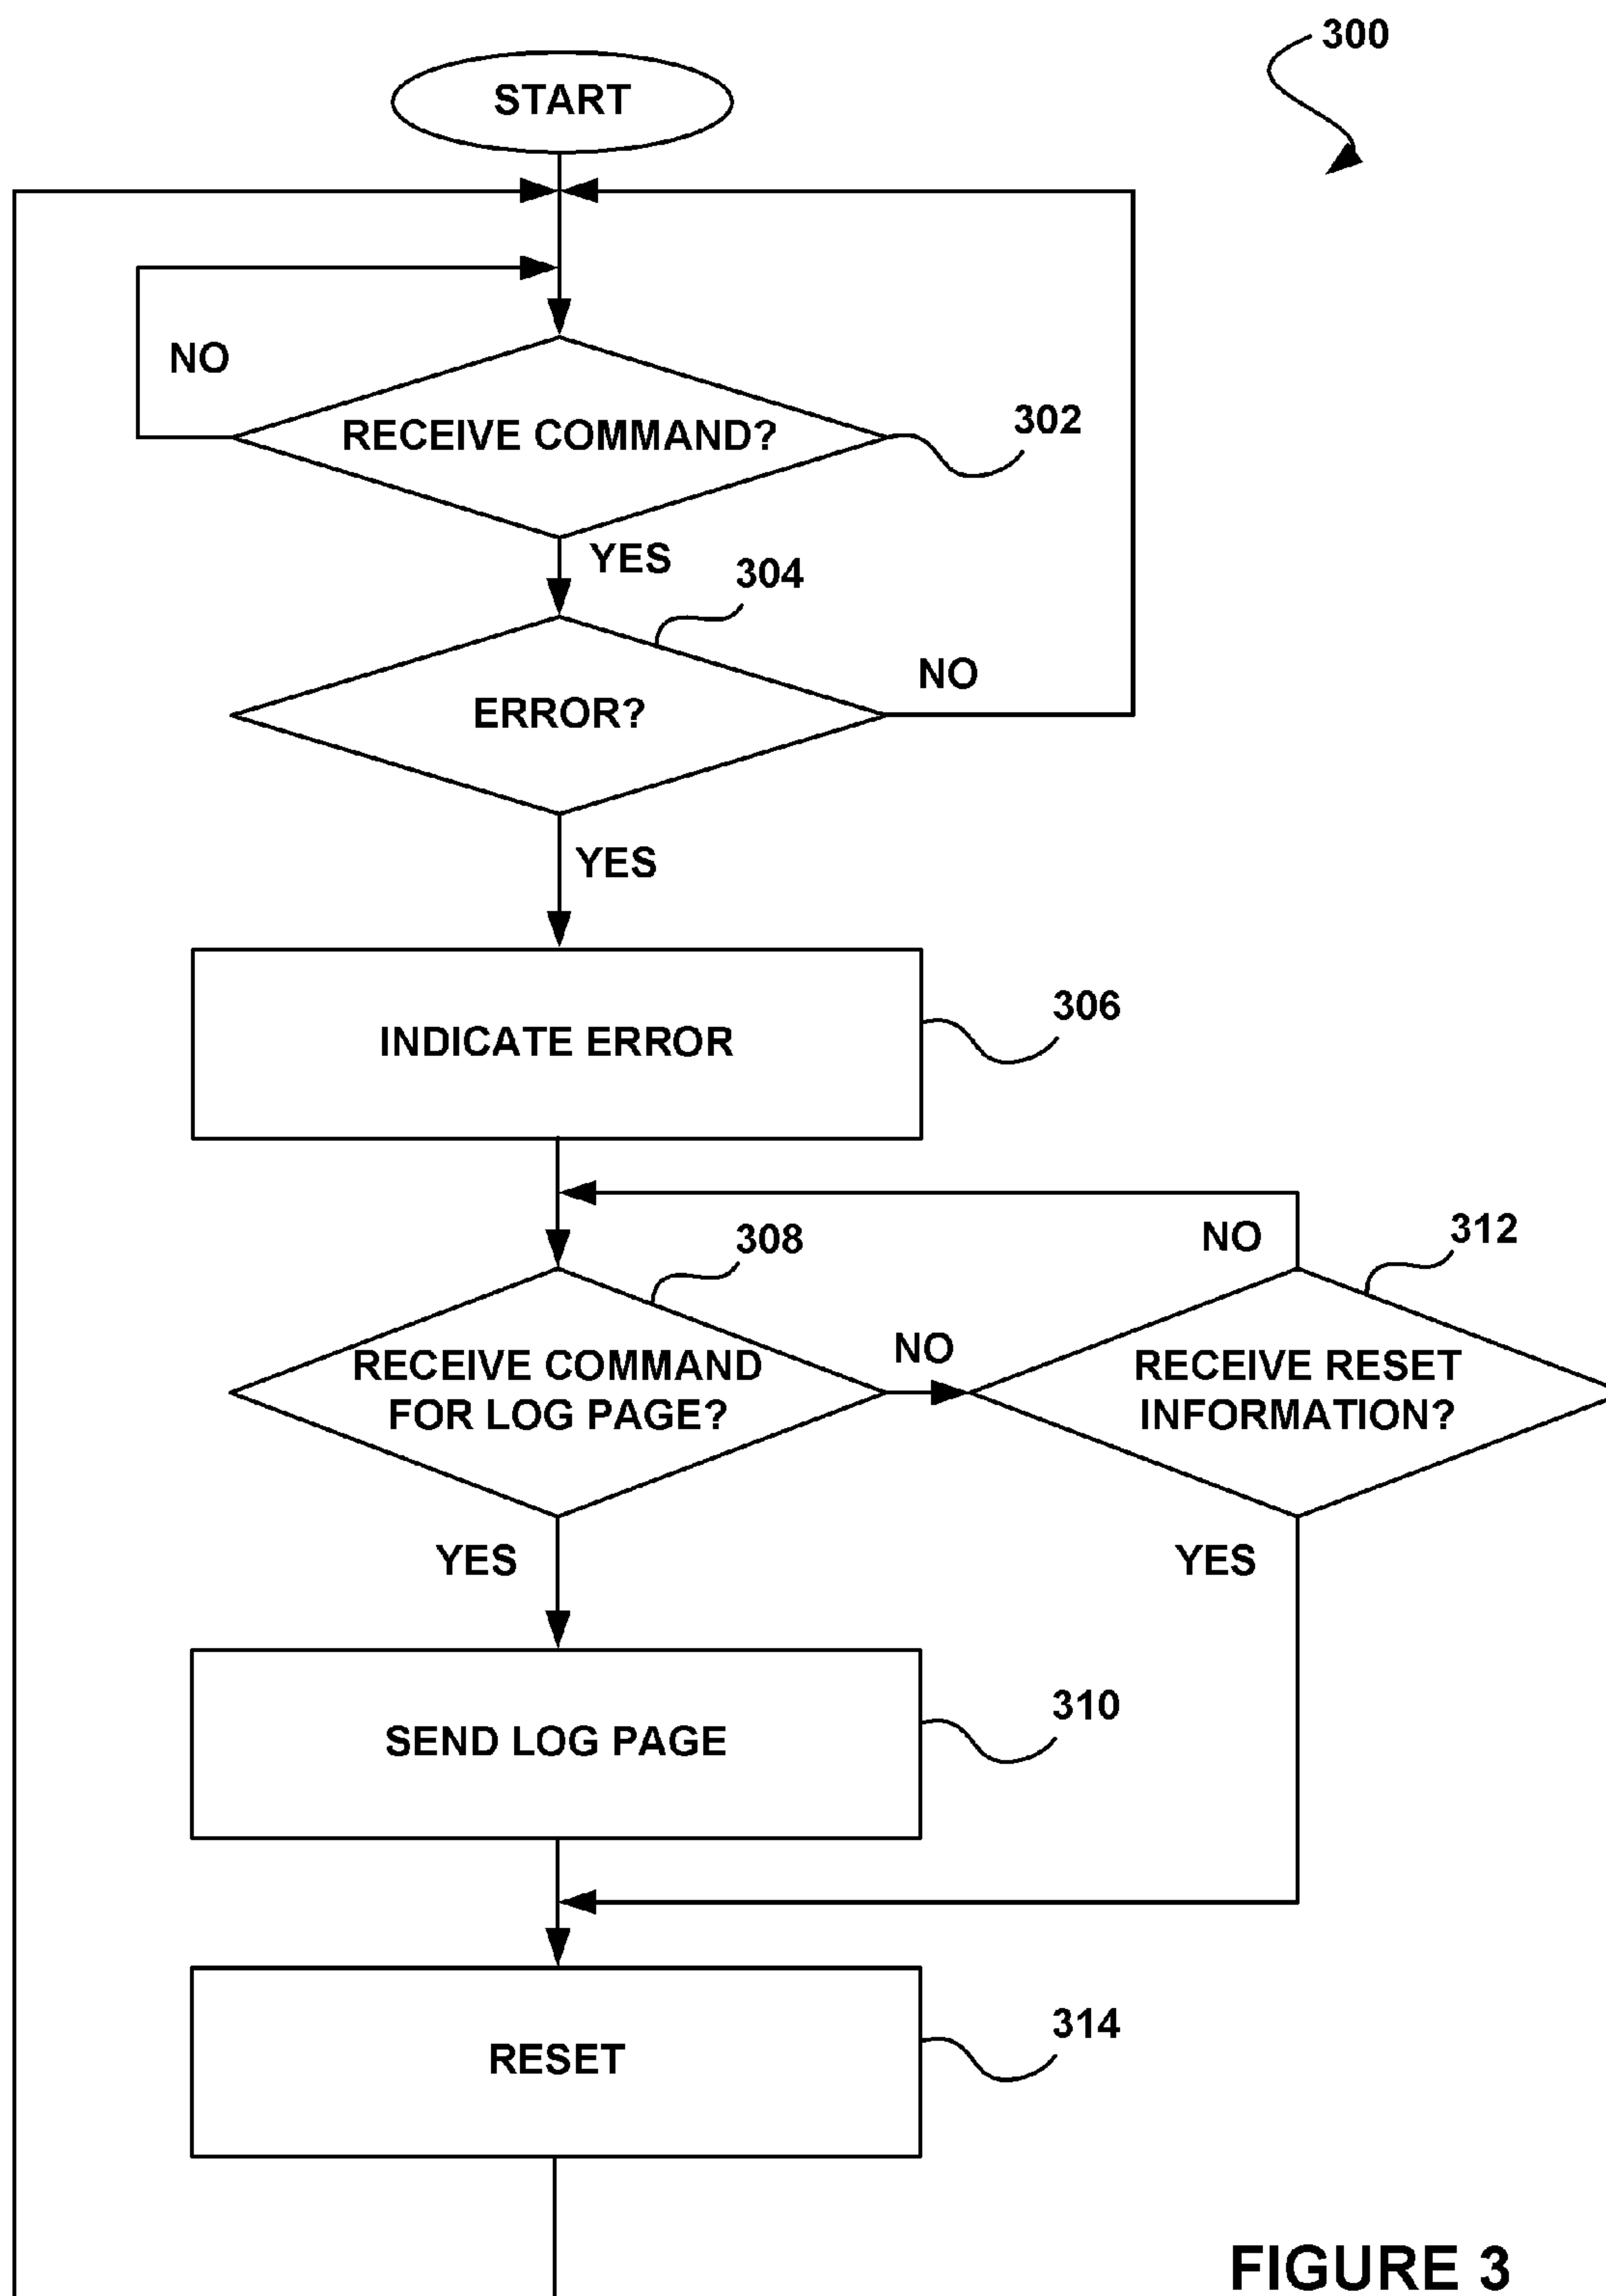 300
START
NO
RECEIVE COMMAND?
302
YES
304
NO
ERROR?
YES
INDICATE ERROR
306
308
NO
312
RECEIVE COMMAND
FOR LOG PAGE?
NO
RECEIVE RESET
INFORMATION?
YES
YES
SEND LOG PAGE
310
RESET
314
FIGURE 3